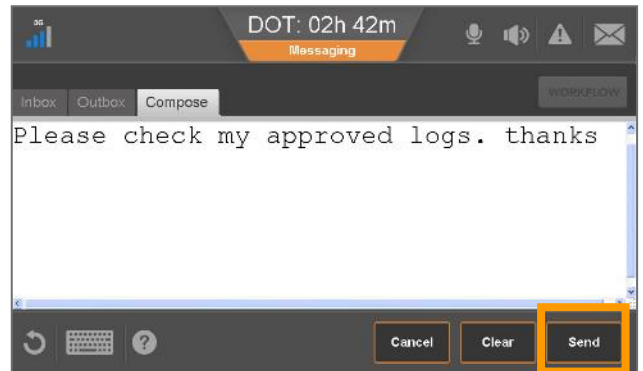 3G
DOT: 02h 42m
Messaging
Inbox Outbox Compose
WORKFLOW
Please check my approved logs. thanks
Cancel Clear Send